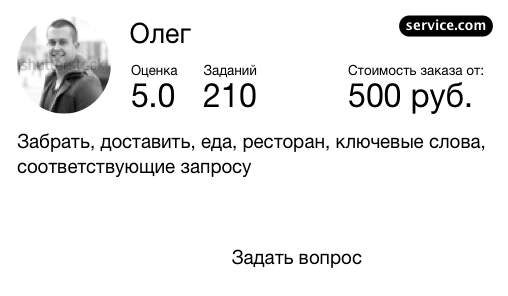 Олег
service.com
Оценка
Заданий
Стоимость заказа от:
5.0
210
500 руб.
Забрать, доставить, еда, ресторан, ключевые слова,
соответствующие запросу
Задать вопрос